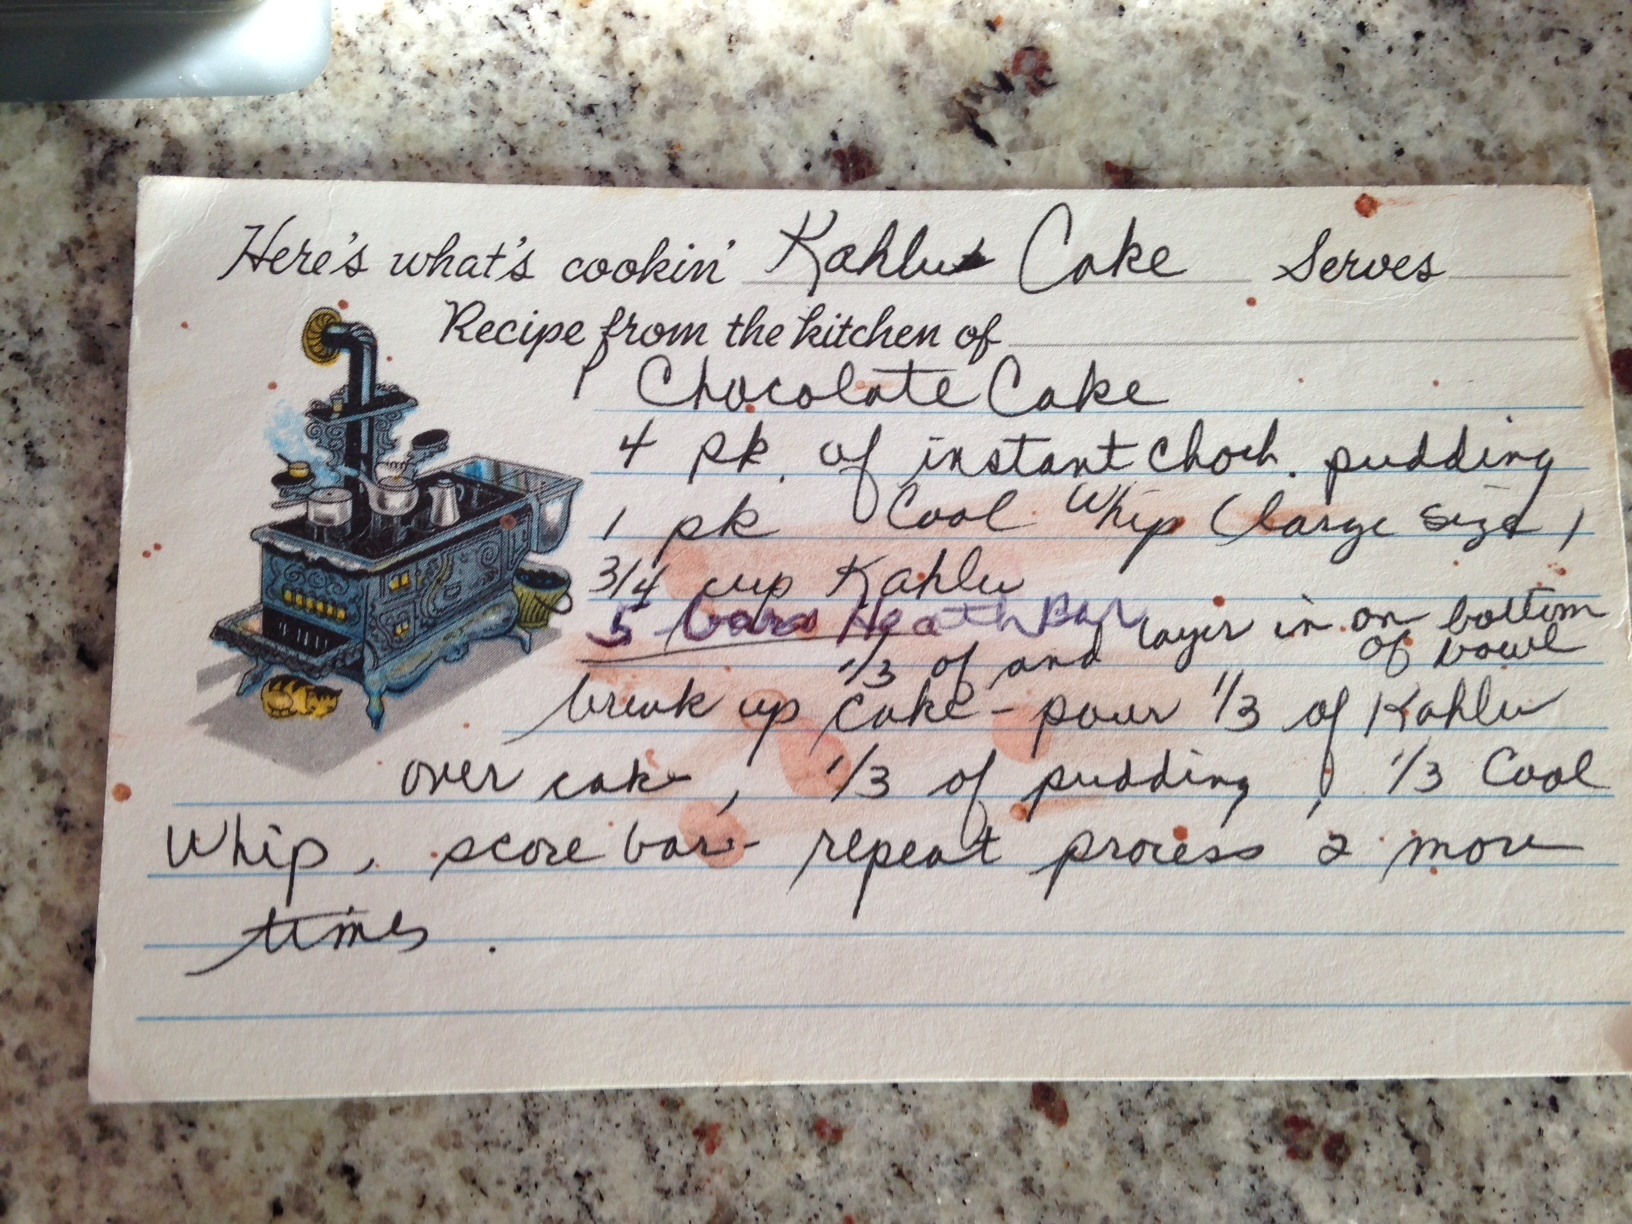 Here's what's cookin' Kahlua Cake Serves
Recipe from the kitchen of
1 Chocolate Cake
4 pk. of instant Choch. pudding
1 pk Cool Whip (large size)
3/4 cup Kahlu
5 bars Heath Bar
1/3 of and layer in on bottom
of bowl
break up cake - pour 1/3 of Kahlu
over cake, 1/3 of pudding, 1/3 Cool
Whip, score bar - repeat process 2 more
times.